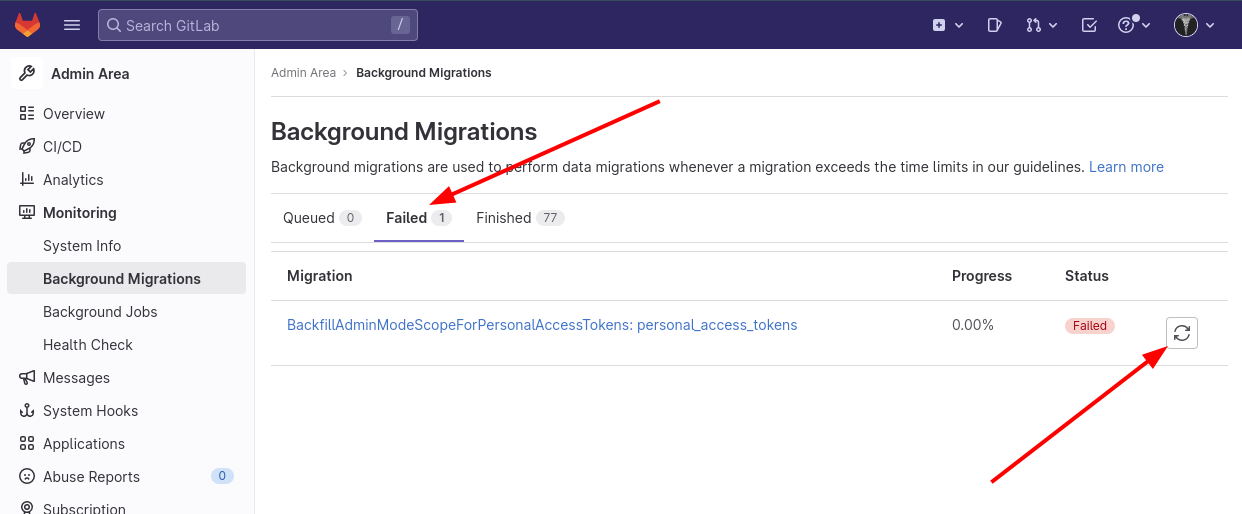 Search GitLab /
Admin Area
Overview
CI/CD
Analytics
Monitoring
System Info
Background Migrations
Background Jobs
Health Check
Messages
System Hooks
Applications
Abuse Reports 0
Subscription
Admin Area › Background Migrations
Background Migrations
Background migrations are used to perform data migrations whenever a migration exceeds the time limits in our guidelines. Learn more
Queued 0 Failed 1 Finished 77
Migration Progress Status
BackfillAdminModeScopeForPersonalAccessTokens: personal_access_tokens 0.00% Failed